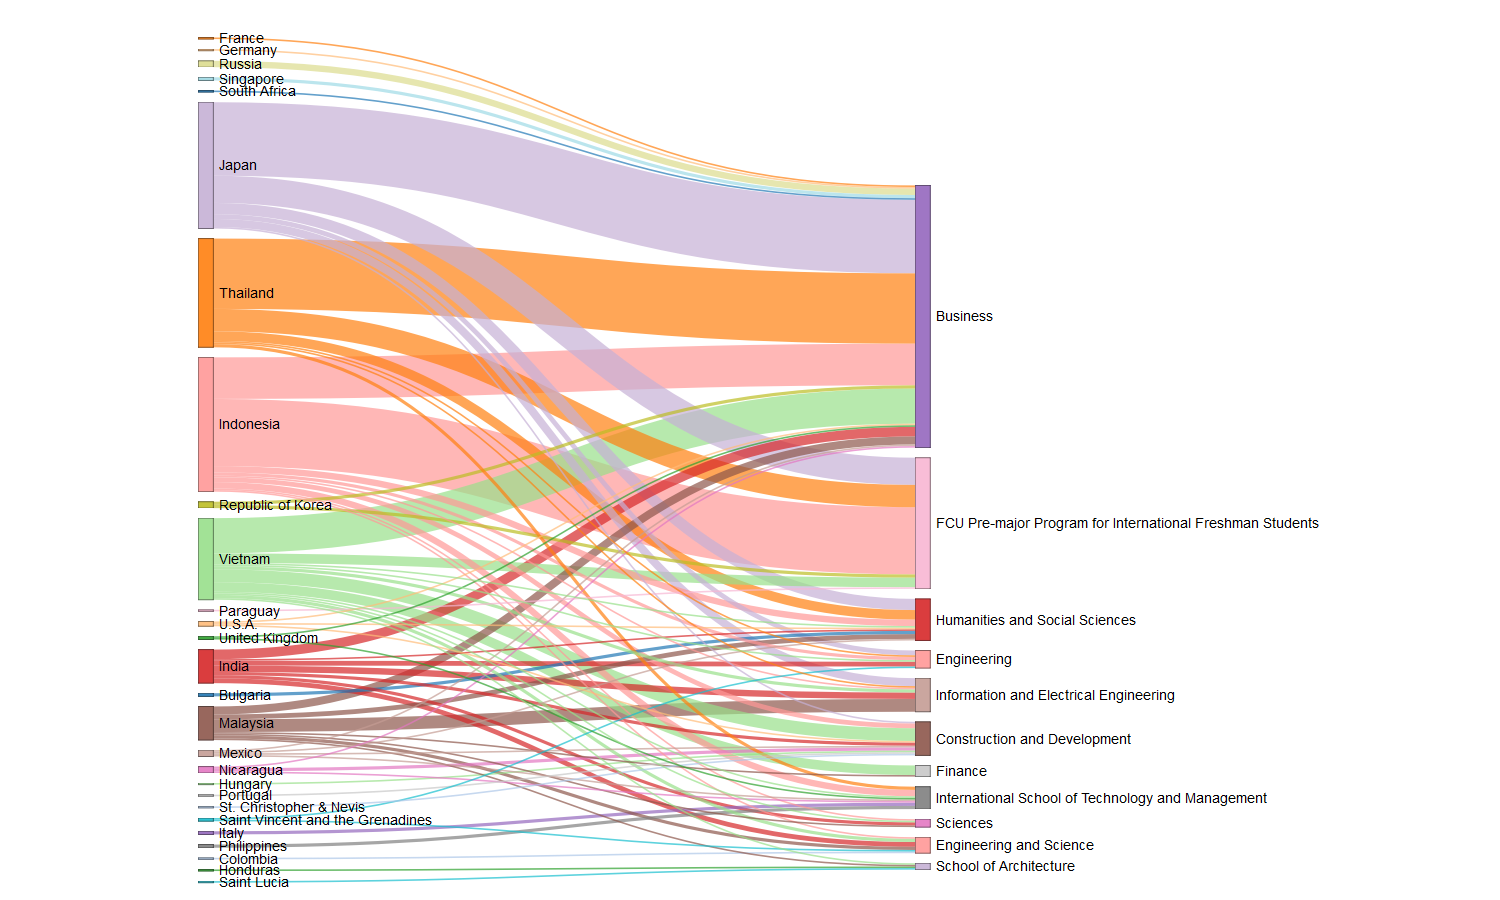 France
Germany
Russia
Singapore
South Africa
Japan
Thailand
Indonesia
Republic of Korea
Vietnam
Paraguay
U.S.A.
United Kingdom
India
Bulgaria
Malaysia
Mexico
Nicaragua
Hungary
Portugal
St. Christopher & Nevis
Saint Vincent and the Grenadines
Italy
Philippines
Colombia
Honduras
Saint Lucia
Business
FCU Pre-major Program for International Freshman Students
Humanities and Social Sciences
Engineering
Information and Electrical Engineering
Construction and Development
Finance
International School of Technology and Management
Sciences
Engineering and Science
School of Architecture